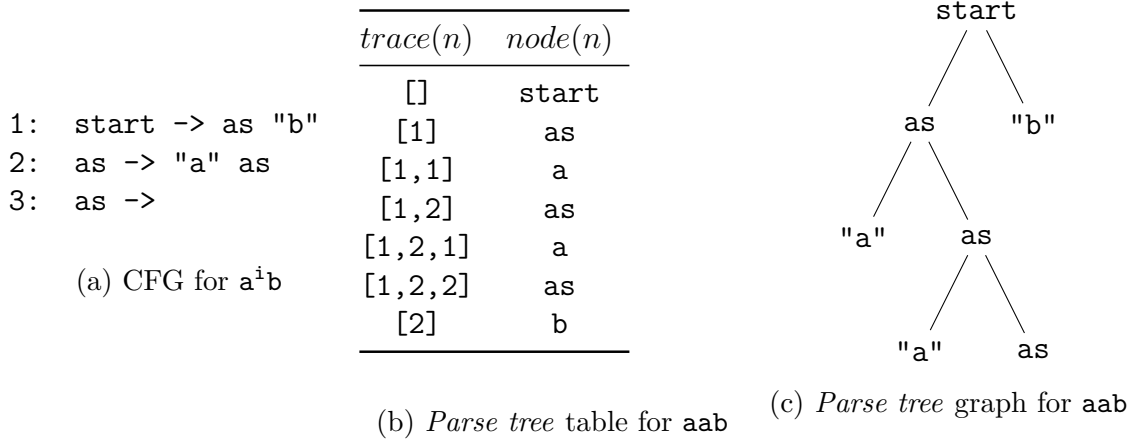 1: start -> as "b"
2: as -> "a" as
3: as ->
(a) CFG for aⁱb
trace(n) node(n)
[] start
[1] as
[1,1] a
[1,2] as
[1,2,1] a
[1,2,2] as
[2] b
(b) Parse tree table for aab
start
as "b"
"a" as
"a" as
(c) Parse tree graph for aab